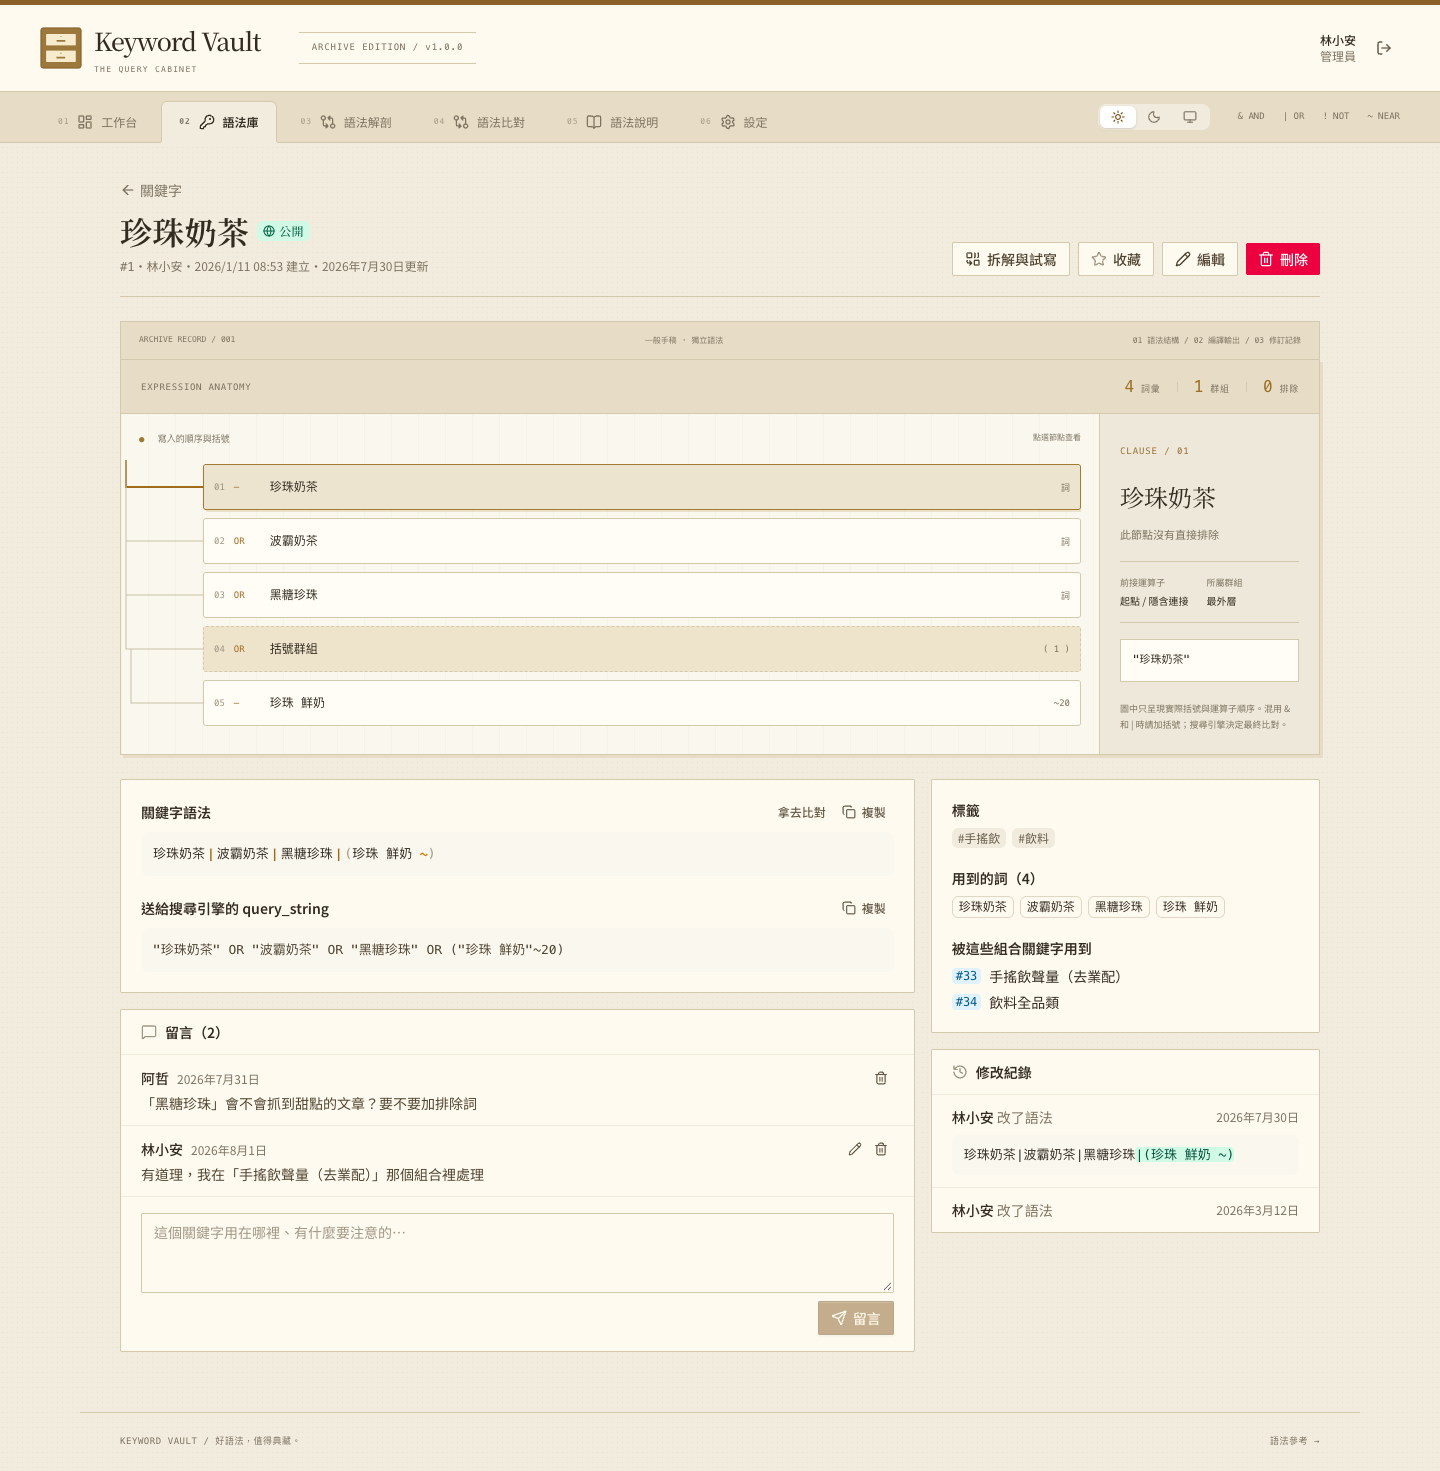 Keyword Vault
THE QUERY CABINET
ARCHIVE EDITION / v1.0.0
林小安
管理員
01 工作台
02 語法庫
03 語法解剖
04 語法比對
05 語法說明
06 設定
& AND | OR ! NOT ~ NEAR
關鍵字
珍珠奶茶 公開
#1・林小安・2026/1/11 08:53 建立・2026年7月30日更新
拆解與試寫 收藏 編輯 刪除
ARCHIVE RECORD / 001 一般手稿 · 獨立語法 01 語法結構 / 02 編譯輸出 / 03 修訂記錄
EXPRESSION ANATOMY 4 詞彙 1 群組 0 排除
寫入的順序與括號 點選節點查看
01 — 珍珠奶茶 詞
02 OR 波霸奶茶 詞
03 OR 黑糖珍珠 詞
04 OR 括號群組 ( 1 )
05 — 珍珠 鮮奶 ~20
CLAUSE / 01
珍珠奶茶
此節點沒有直接排除
前接運算子 所屬群組
起點 / 隱含連接 最外層
"珍珠奶茶"
圖中只呈現實際括號與運算子順序。混用 &
和 | 時請加括號；搜尋引擎決定最終比對。
關鍵字語法 拿去比對 複製
珍珠奶茶|波霸奶茶|黑糖珍珠|(珍珠 鮮奶 ~)
送給搜尋引擎的 query_string 複製
"珍珠奶茶" OR "波霸奶茶" OR "黑糖珍珠" OR ("珍珠 鮮奶"~20)
標籤
#手搖飲 #飲料
用到的詞（4）
珍珠奶茶 波霸奶茶 黑糖珍珠 珍珠 鮮奶
被這些組合關鍵字用到
#33 手搖飲聲量（去業配）
#34 飲料全品類
留言（2）
阿哲 2026年7月31日
「黑糖珍珠」會不會抓到甜點的文章？要不要加排除詞
林小安 2026年8月1日
有道理，我在「手搖飲聲量（去業配）」那個組合裡處理
這個關鍵字用在哪裡、有什麼要注意的…
留言
修改紀錄
林小安 改了語法 2026年7月30日
珍珠奶茶|波霸奶茶|黑糖珍珠|(珍珠 鮮奶 ~)
林小安 改了語法 2026年3月12日
KEYWORD VAULT / 好語法，值得典藏。
語法參考 →